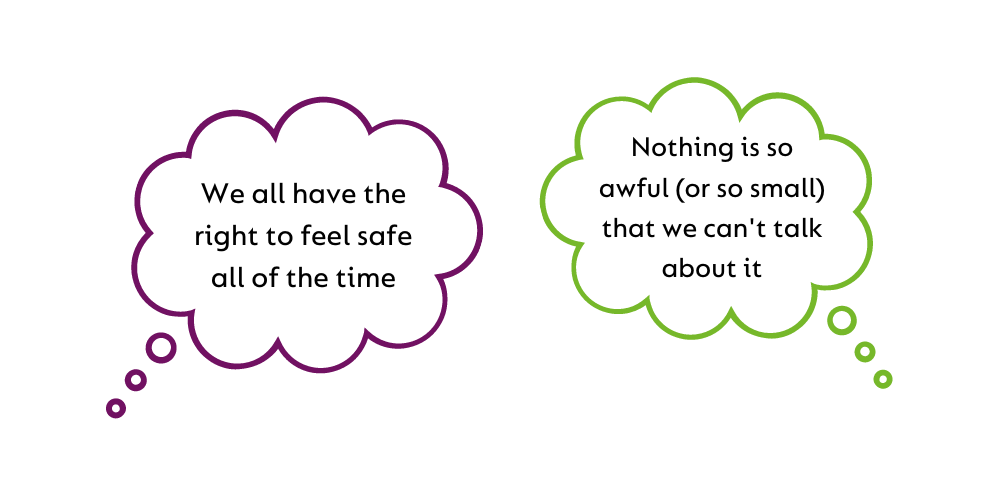 We all have the
right to feel safe
all of the time
Nothing is so
awful (or so small)
that we can't talk
about it